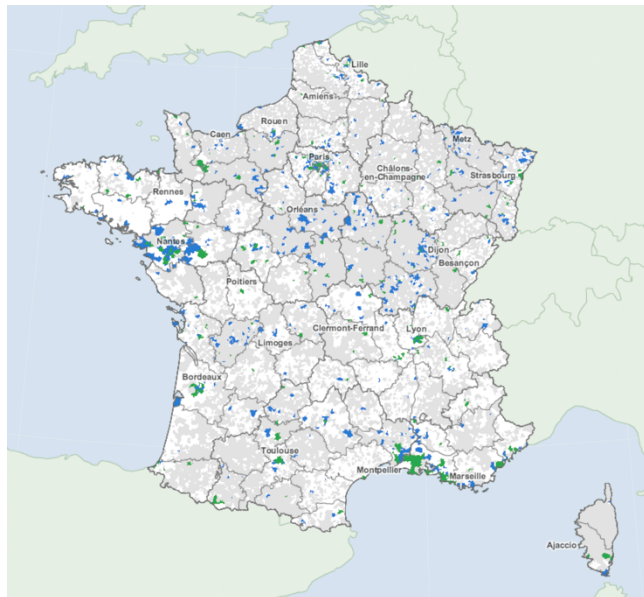 Lille
Amiens
Rouen
Caen
Metz
Paris
Châlons-
en-Champagne
Strasbourg
Rennes
Orléans
Nantes
Dijon
Besançon
Poitiers
Clermont-Ferrand
Lyon
Limoges
Bordeaux
Toulouse
Montpellier
Marseille
Ajaccio